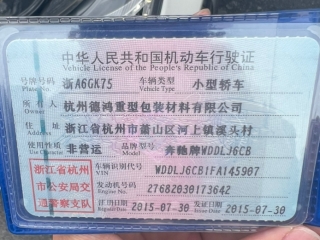 中华人民共和国机动车行驶证
Vehicle License of the People's Republic of China
号牌号码 浙A6GK75 车辆类型 小型轿车
Plate No. Vehicle Type
所有人 杭州德鸿重型包装材料有限公司
Owner
住址 浙江省杭州市萧山区河上镇溪头村
Address
使用性质 非营运 品牌型号 奔驰牌WDDLJ6CB
Use Character Model
浙江省杭州 车辆识别代号 WDDLJ6CB1FA145907
VIN
市公安局交 发动机号码 27682030173642
Engine No.
通警察支队 注册日期 2015-07-30 发证日期 2015-07-30
Register Date Issue Date